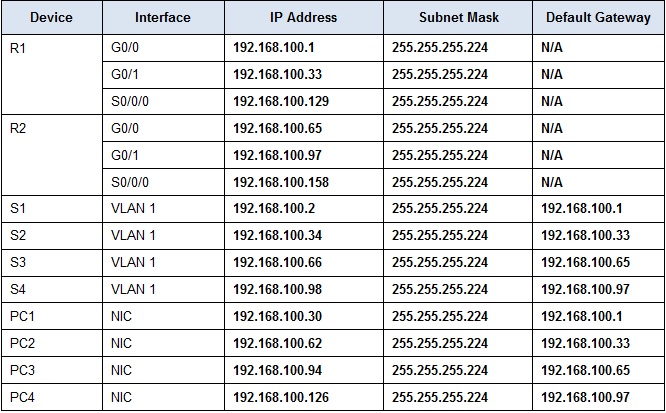 Device Interface IP Address Subnet Mask Default Gateway
R1 G0/0 192.168.100.1 255.255.255.224 N/A
G0/1 192.168.100.33 255.255.255.224 N/A
S0/0/0 192.168.100.129 255.255.255.224 N/A
R2 G0/0 192.168.100.65 255.255.255.224 N/A
G0/1 192.168.100.97 255.255.255.224 N/A
S0/0/0 192.168.100.158 255.255.255.224 N/A
S1 VLAN 1 192.168.100.2 255.255.255.224 192.168.100.1
S2 VLAN 1 192.168.100.34 255.255.255.224 192.168.100.33
S3 VLAN 1 192.168.100.66 255.255.255.224 192.168.100.65
S4 VLAN 1 192.168.100.98 255.255.255.224 192.168.100.97
PC1 NIC 192.168.100.30 255.255.255.224 192.168.100.1
PC2 NIC 192.168.100.62 255.255.255.224 192.168.100.33
PC3 NIC 192.168.100.94 255.255.255.224 192.168.100.65
PC4 NIC 192.168.100.126 255.255.255.224 192.168.100.97